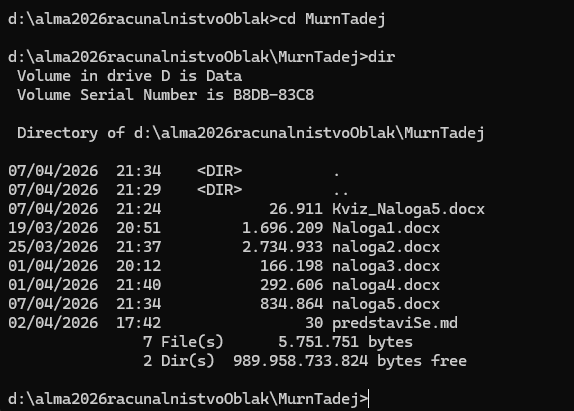 d:\alma2026racunalnistvoOblak>cd MurnTadej
d:\alma2026racunalnistvoOblak\MurnTadej>dir
 Volume in drive D is Data
 Volume Serial Number is B8DB-83C8
 Directory of d:\alma2026racunalnistvoOblak\MurnTadej
07/04/2026  21:34    <DIR>          .
07/04/2026  21:29    <DIR>          ..
07/04/2026  21:24            26.911 Kviz_Naloga5.docx
19/03/2026  20:51         1.696.209 Naloga1.docx
25/03/2026  21:37         2.734.933 naloga2.docx
01/04/2026  20:12           166.198 naloga3.docx
01/04/2026  21:40           292.606 naloga4.docx
07/04/2026  21:34           834.864 naloga5.docx
02/04/2026  17:42                30 predstaviSe.md
               7 File(s)      5.751.751 bytes
               2 Dir(s)  989.958.733.824 bytes free
d:\alma2026racunalnistvoOblak\MurnTadej>